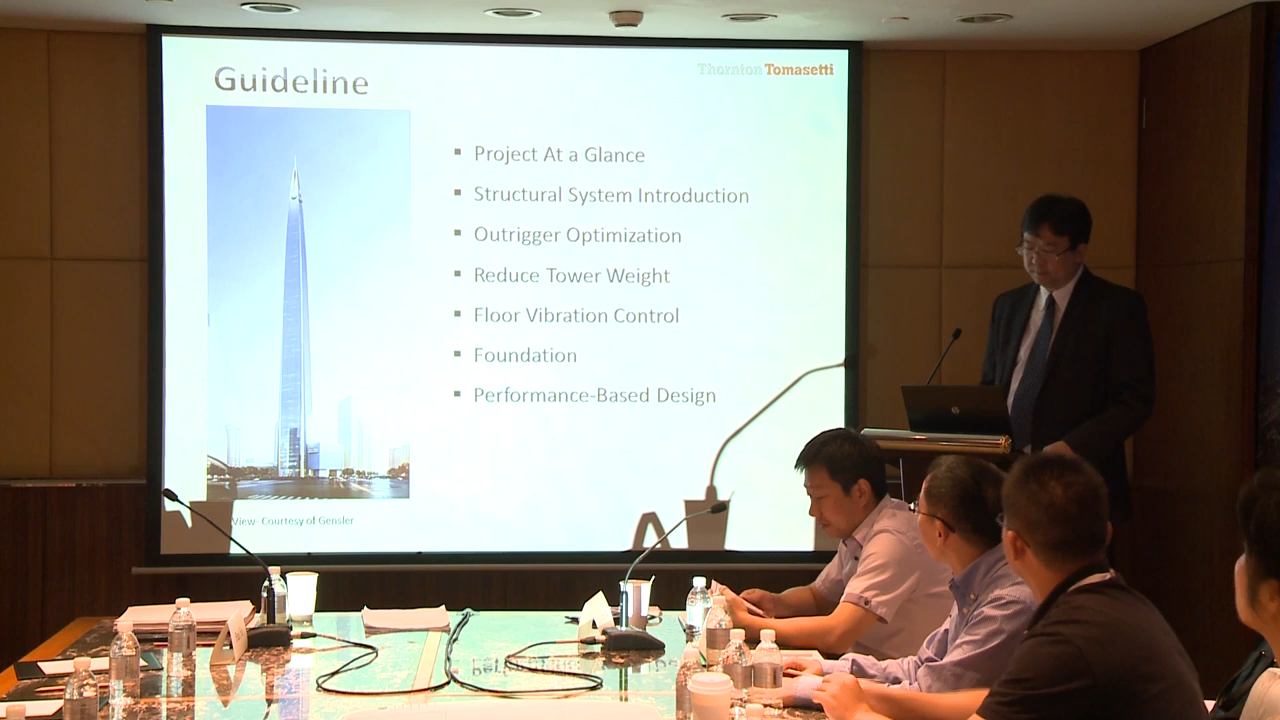 Guideline
Thornton Tomasetti
Project At a Glance
Structural System Introduction
Outrigger Optimization
Reduce Tower Weight
Floor Vibration Control
Foundation
Performance-Based Design
View- Courtesy of Gensler